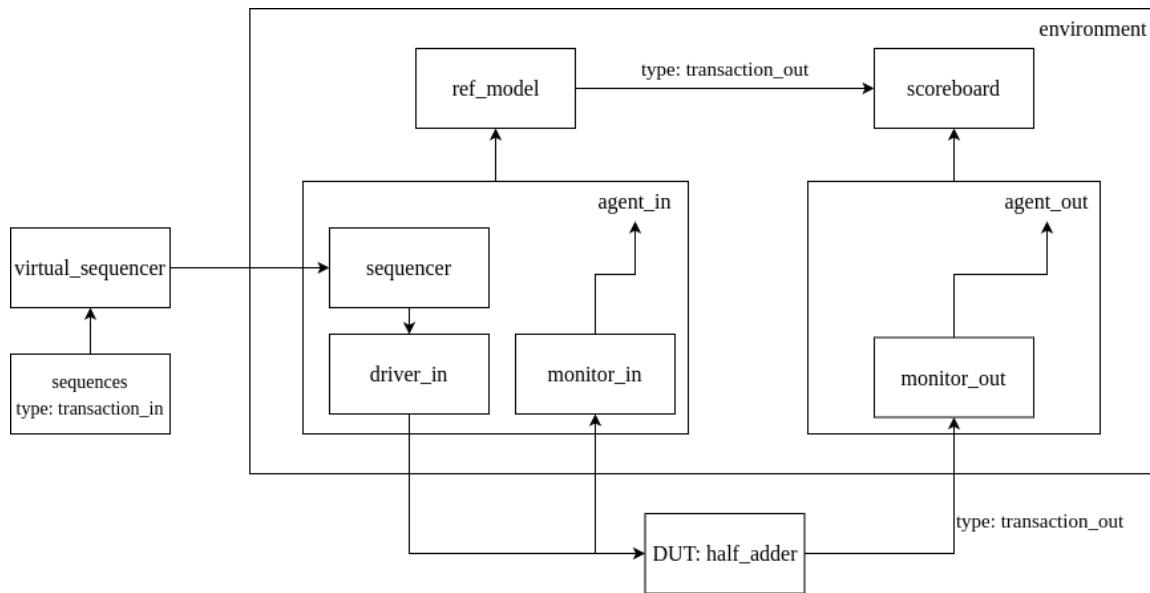 environment
ref_model
type: transaction_out
scoreboard
agent_in
agent_out
virtual_sequencer
sequencer
sequences
type: transaction_in
driver_in
monitor_in
monitor_out
DUT: half_adder
type: transaction_out